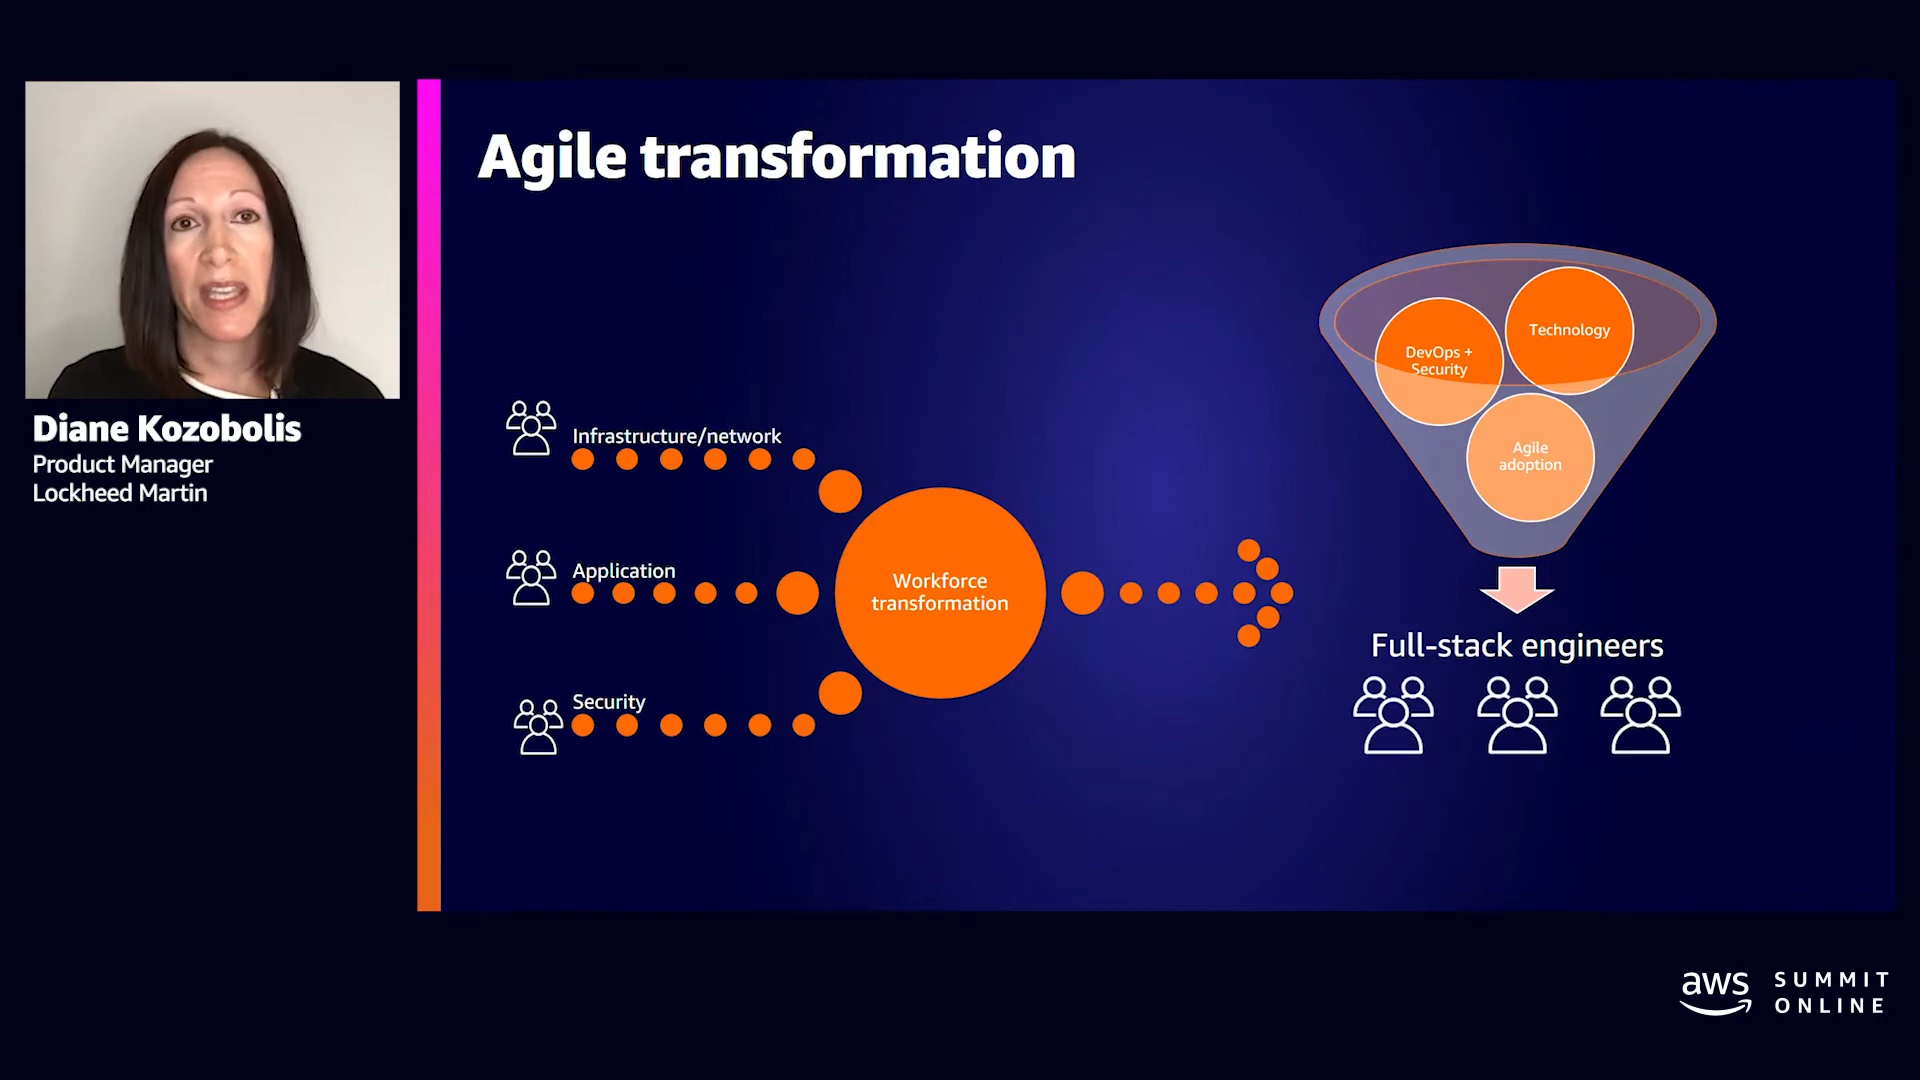 Agile transformation
Diane Kozobolis
Product Manager
Lockheed Martin
Infrastructure/network
Application
Security
Workforce
transformation
DevOps +
Security
Technology
Agile
adoption
Full-stack engineers
aws
SUMMIT
ONLINE